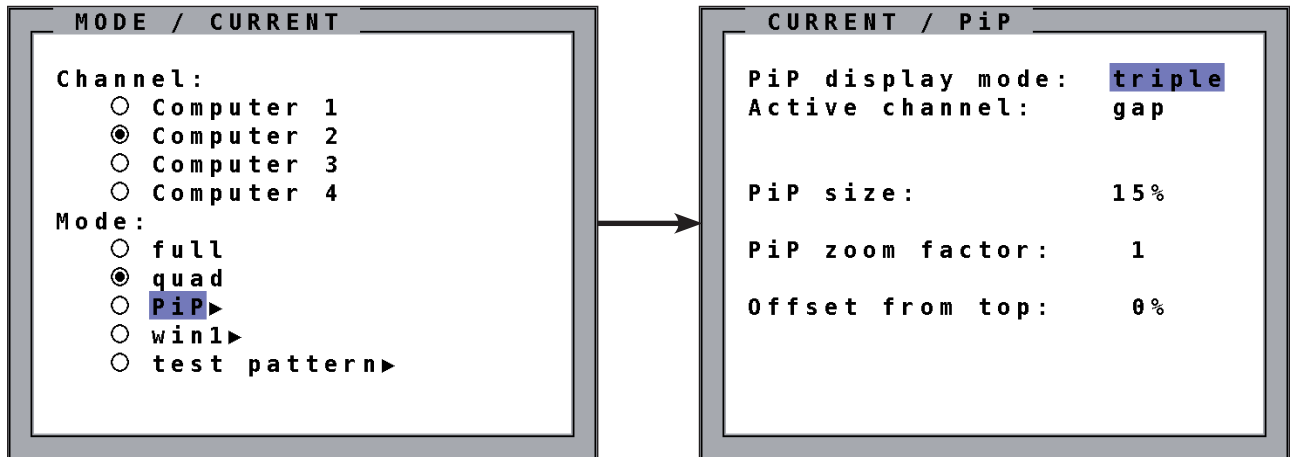 MODE / CURRENT
Channel:
Computer 1
Computer 2
Computer 3
Computer 4
Mode:
full
quad
PiP▶
win1▶
test pattern▶
CURRENT / PiP
PiP display mode: triple
Active channel: gap
PiP size: 15%
PiP zoom factor: 1
Offset from top: 0%